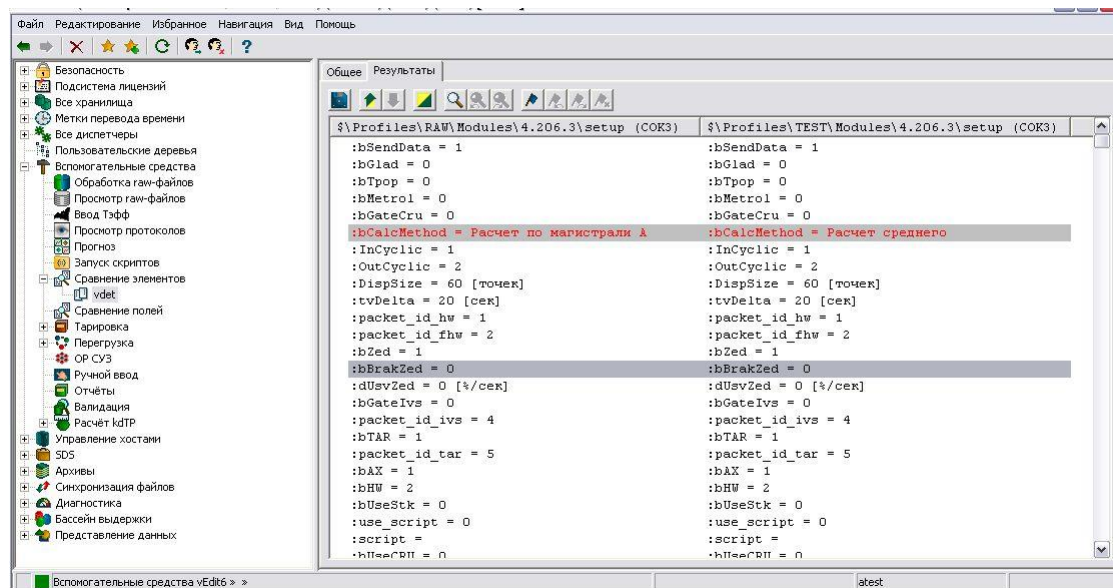 Файл Редактирование Избранное Навигация Вид Помощь
Безопасность
Подсистема лицензий
Все хранилища
Метки перевода времени
Все диспетчеры
Пользовательские деревья
Вспомогательные средства
Обработка raw-файлов
Просмотр raw-файлов
Ввод Тэфф
Просмотр протоколов
Прогноз
Запуск скриптов
Сравнение элементов
vdet
Сравнение полей
Тарировка
Перегрузка
ОР СУЗ
Ручной ввод
Отчёты
Валидация
Расчёт kdTP
Управление хостами
SDS
Архивы
Синхронизация файлов
Диагностика
Бассейн выдержки
Представление данных
Общее Результаты
$\Profiles\RAW\Modules\4.206.3\setup (COK3) $\Profiles\TEST\Modules\4.206.3\setup (COK3)
:bSendData = 1 :bSendData = 1
:bGlad = 0 :bGlad = 0
:bTpop = 0 :bTpop = 0
:bMetrol = 0 :bMetrol = 0
:bGateCru = 0 :bGateCru = 0
:bCalcMethod = Расчет по магистрали А :bCalcMethod = Расчет среднего
:InCyclic = 1 :InCyclic = 1
:OutCyclic = 2 :OutCyclic = 2
:DispSize = 60 [точек] :DispSize = 60 [точек]
:tvDelta = 20 [сек] :tvDelta = 20 [сек]
:packet_id_hw = 1 :packet_id_hw = 1
:packet_id_fhw = 2 :packet_id_fhw = 2
:bZed = 1 :bZed = 1
:bBrakZed = 0 :bBrakZed = 0
:dUsvZed = 0 [%/сек] :dUsvZed = 0 [%/сек]
:bGateIvs = 0 :bGateIvs = 0
:packet_id_ivs = 4 :packet_id_ivs = 4
:bTAR = 1 :bTAR = 1
:packet_id_tar = 5 :packet_id_tar = 5
:bAX = 1 :bAX = 1
:bHW = 2 :bHW = 2
:bUseStk = 0 :bUseStk = 0
:use_script = 0 :use_script = 0
:script = :script =
:bUseCRU = 0 :bUseCRU = 0
Вспомогательные средства vEdit6 » » atest